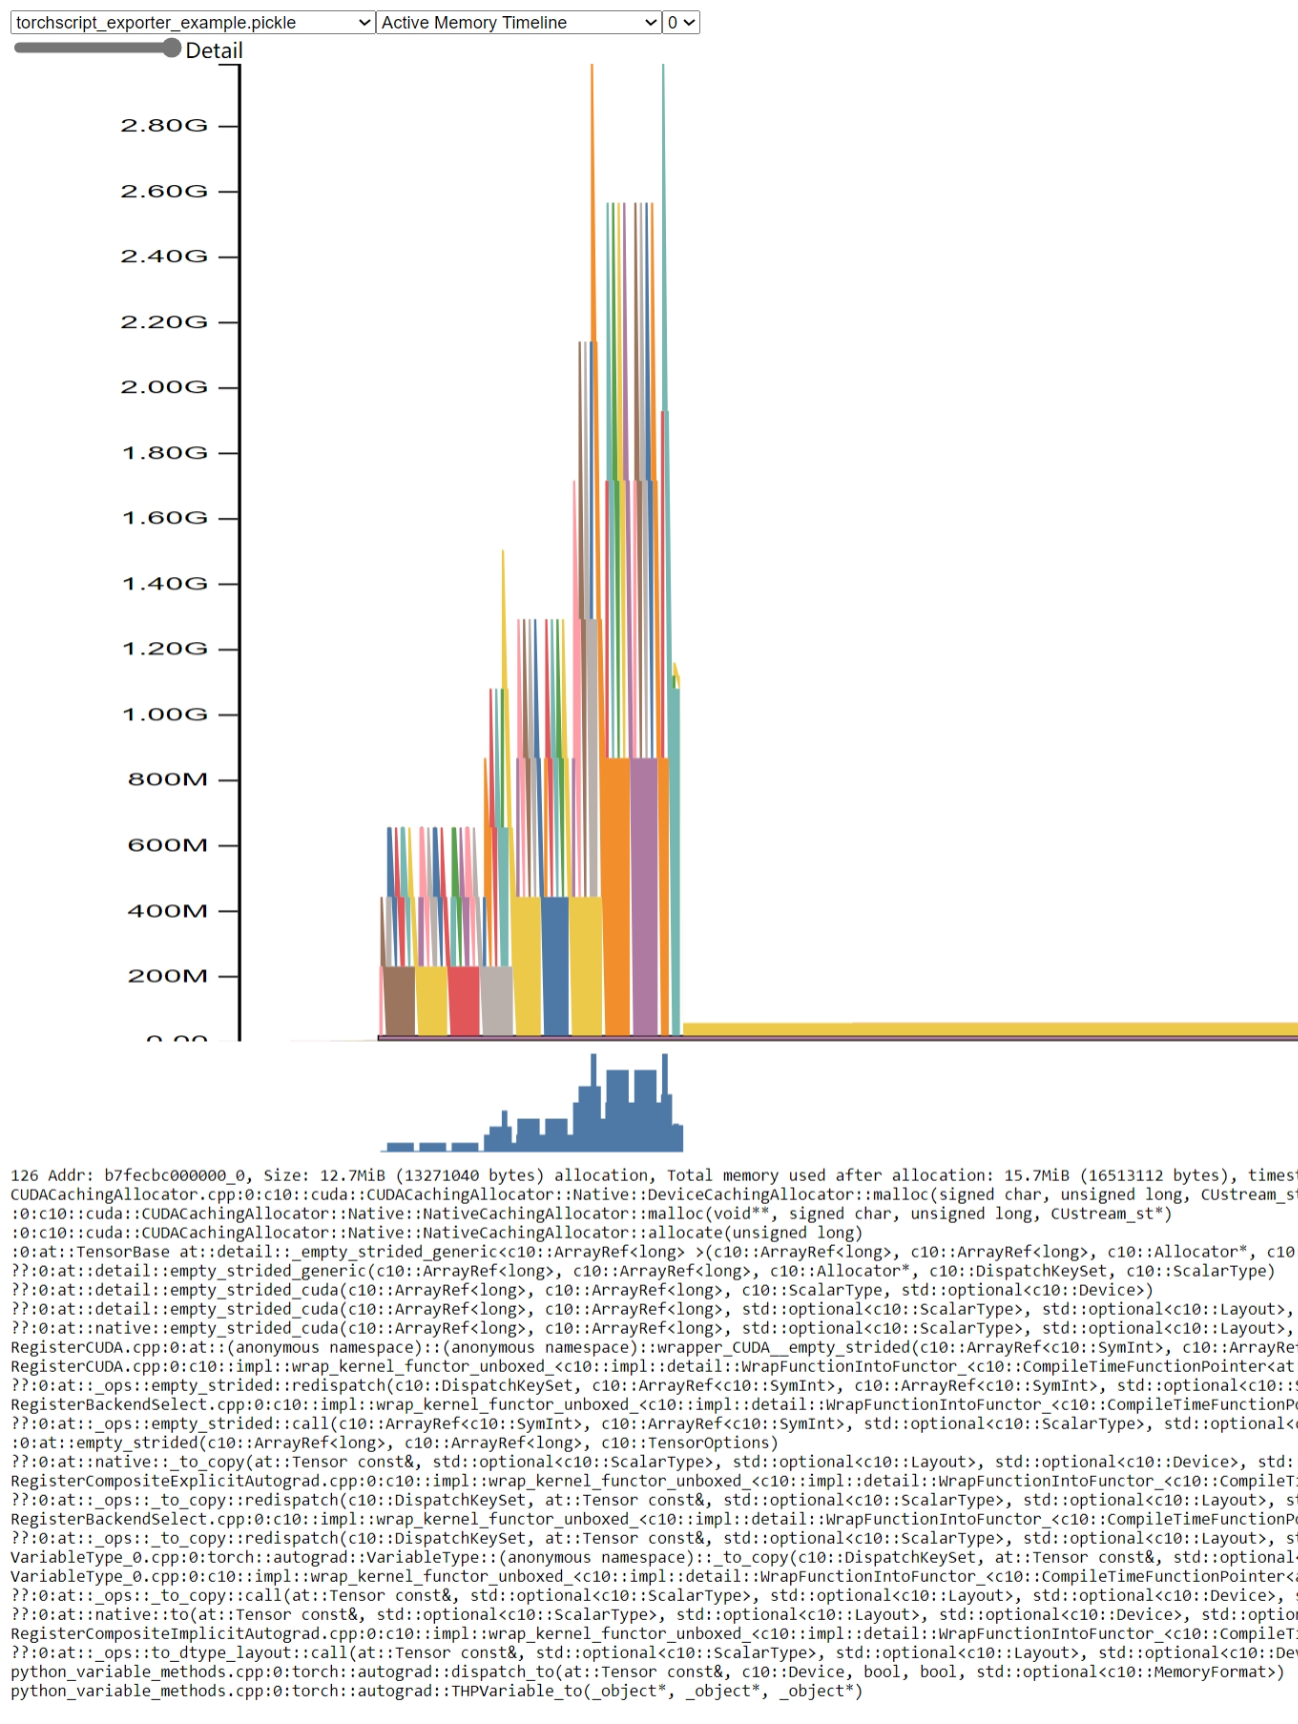 torchscript_exporter_example.pickle Active Memory Timeline 0
Detail
2.80G
2.60G
2.40G
2.20G
2.00G
1.80G
1.60G
1.40G
1.20G
1.00G
800M
600M
400M
200M
0.00
126 Addr: b7fecbc000000_0, Size: 12.7MiB (13271040 bytes) allocation, Total memory used after allocation: 15.7MiB (16513112 bytes), timest
CUDACachingAllocator.cpp:0:c10::cuda::CUDACachingAllocator::Native::DeviceCachingAllocator::malloc(signed char, unsigned long, CUstream_st
:0:c10::cuda::CUDACachingAllocator::Native::NativeCachingAllocator::malloc(void**, signed char, unsigned long, CUstream_st*)
:0:c10::cuda::CUDACachingAllocator::Native::NativeCachingAllocator::allocate(unsigned long)
:0:at::TensorBase at::detail::_empty_strided_generic<c10::ArrayRef<long> >(c10::ArrayRef<long>, c10::ArrayRef<long>, c10::Allocator*, c10
??:0:at::detail::empty_strided_generic(c10::ArrayRef<long>, c10::ArrayRef<long>, c10::Allocator*, c10::DispatchKeySet, c10::ScalarType)
??:0:at::detail::empty_strided_cuda(c10::ArrayRef<long>, c10::ArrayRef<long>, c10::ScalarType, std::optional<c10::Device>)
??:0:at::detail::empty_strided_cuda(c10::ArrayRef<long>, c10::ArrayRef<long>, std::optional<c10::ScalarType>, std::optional<c10::Layout>,
??:0:at::native::empty_strided_cuda(c10::ArrayRef<long>, c10::ArrayRef<long>, std::optional<c10::ScalarType>, std::optional<c10::Layout>,
RegisterCUDA.cpp:0:at::(anonymous namespace)::(anonymous namespace)::wrapper_CUDA__empty_strided(c10::ArrayRef<c10::SymInt>, c10::ArrayRef
RegisterCUDA.cpp:0:c10::impl::wrap_kernel_functor_unboxed_<c10::impl::detail::WrapFunctionIntoFunctor_<c10::CompileTimeFunctionPointer<at:
??:0:at::_ops::empty_strided::redispatch(c10::DispatchKeySet, c10::ArrayRef<c10::SymInt>, c10::ArrayRef<c10::SymInt>, std::optional<c10::S
RegisterBackendSelect.cpp:0:c10::impl::wrap_kernel_functor_unboxed_<c10::impl::detail::WrapFunctionIntoFunctor_<c10::CompileTimeFunctionPo
??:0:at::_ops::empty_strided::call(c10::ArrayRef<c10::SymInt>, c10::ArrayRef<c10::SymInt>, std::optional<c10::ScalarType>, std::optional<c
:0:at::empty_strided(c10::ArrayRef<long>, c10::ArrayRef<long>, c10::TensorOptions)
??:0:at::native::_to_copy(at::Tensor const&, std::optional<c10::ScalarType>, std::optional<c10::Layout>, std::optional<c10::Device>, std::
RegisterCompositeExplicitAutograd.cpp:0:c10::impl::wrap_kernel_functor_unboxed_<c10::impl::detail::WrapFunctionIntoFunctor_<c10::CompileTi
??:0:at::_ops::_to_copy::redispatch(c10::DispatchKeySet, at::Tensor const&, std::optional<c10::ScalarType>, std::optional<c10::Layout>, st
RegisterBackendSelect.cpp:0:c10::impl::wrap_kernel_functor_unboxed_<c10::impl::detail::WrapFunctionIntoFunctor_<c10::CompileTimeFunctionPo
??:0:at::_ops::_to_copy::redispatch(c10::DispatchKeySet, at::Tensor const&, std::optional<c10::ScalarType>, std::optional<c10::Layout>, st
VariableType_0.cpp:0:torch::autograd::VariableType::(anonymous namespace)::_to_copy(c10::DispatchKeySet, at::Tensor const&, std::optional<
VariableType_0.cpp:0:c10::impl::wrap_kernel_functor_unboxed_<c10::impl::detail::WrapFunctionIntoFunctor_<c10::CompileTimeFunctionPointer<a
??:0:at::_ops::_to_copy::call(at::Tensor const&, std::optional<c10::ScalarType>, std::optional<c10::Layout>, std::optional<c10::Device>, s
??:0:at::native::to(at::Tensor const&, std::optional<c10::ScalarType>, std::optional<c10::Layout>, std::optional<c10::Device>, std::option
RegisterCompositeImplicitAutograd.cpp:0:c10::impl::wrap_kernel_functor_unboxed_<c10::impl::detail::WrapFunctionIntoFunctor_<c10::CompileTi
??:0:at::_ops::to_dtype_layout::call(at::Tensor const&, std::optional<c10::ScalarType>, std::optional<c10::Layout>, std::optional<c10::Dev
python_variable_methods.cpp:0:torch::autograd::dispatch_to(at::Tensor const&, c10::Device, bool, bool, std::optional<c10::MemoryFormat>)
python_variable_methods.cpp:0:torch::autograd::THPVariable_to(_object*, _object*, _object*)